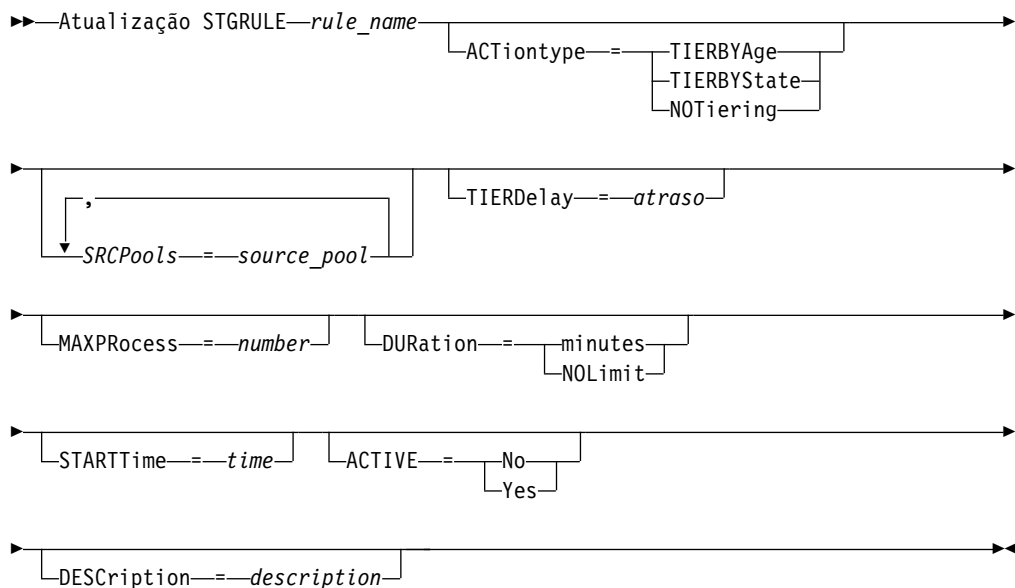 Atualização STGRULE rule_name
ACTiontype = TIERBYAge
TIERBYState
NOTiering
,
SRCPools = source_pool
TIERDelay = atraso
MAXPRocess = number
DURation = minutes
NOLimit
STARTTime = time
ACTIVE = No
Yes
DESCription = description